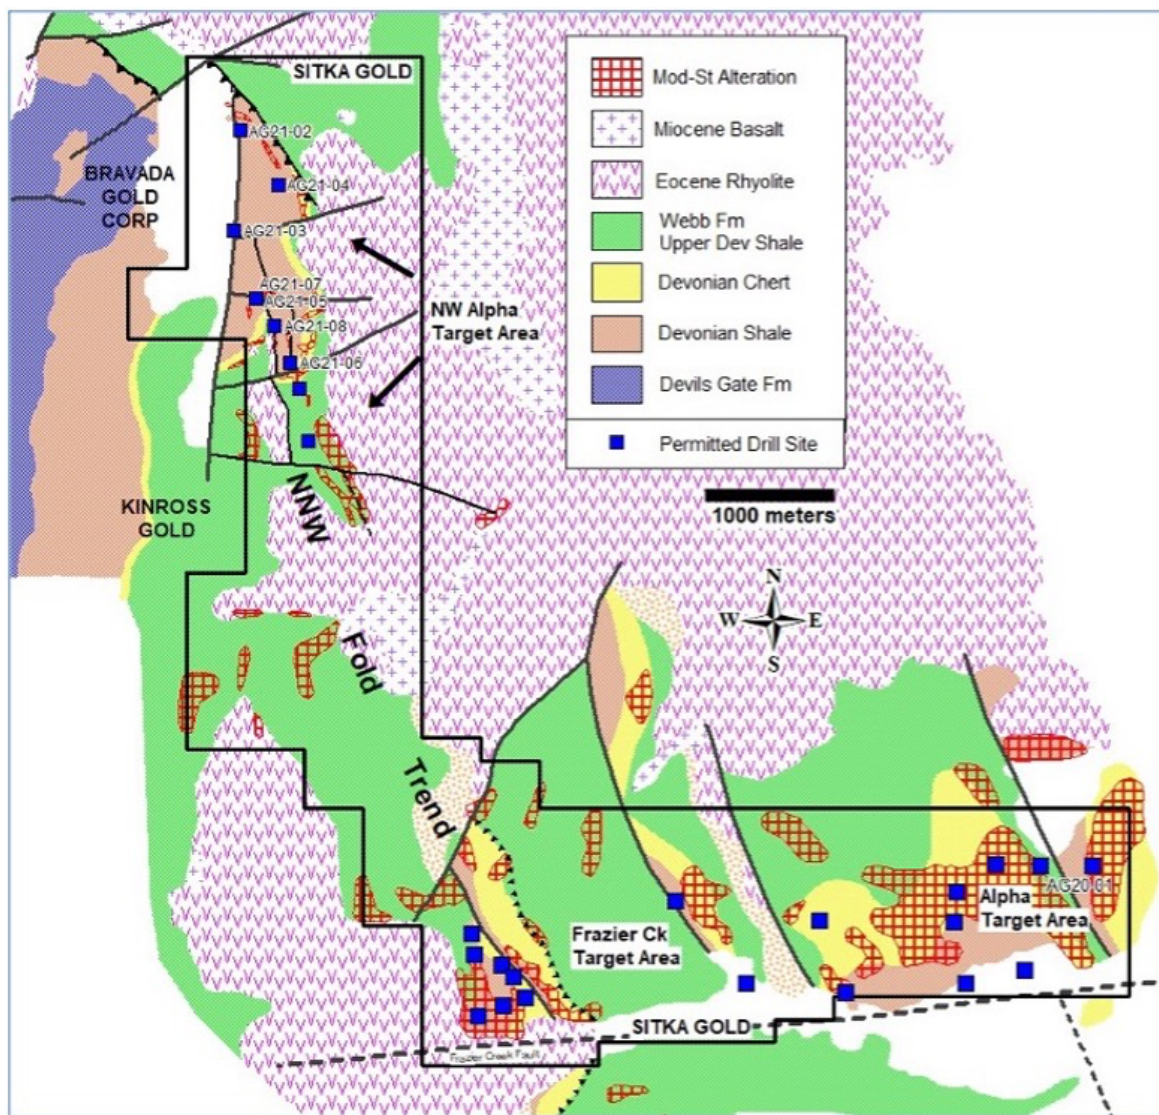 SITKA GOLD
Mod-St Alteration
Miocene Basalt
Eocene Rhyolite
Webb Fm
Upper Dev Shale
Devonian Chert
Devonian Shale
Devils Gate Fm
Permitted Drill Site
AG21-02
BRAVADA
GOLD
CORP
AG21-04
AG21-03
AG21-07
AG21-05
AG21-08
AG21-06
NW Alpha
Target Area
KINROSS
GOLD
NNW
Fold
Trend
1000 meters
N
W
E
S
AG20-01
Alpha
Target Area
Frazier Ck
Target Area
SITKA GOLD
Frazier Creek Fault